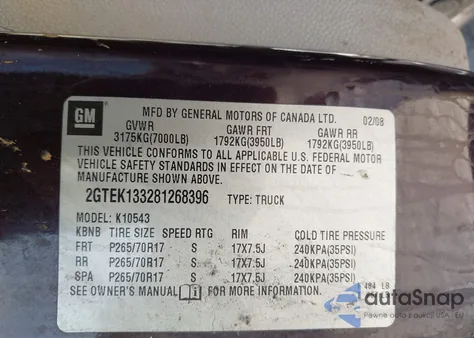 GM
MFD BY GENERAL MOTORS OF CANADA LTD. 02/08
GVWR GAWR FRT GAWR RR
3175KG(7000LB) 1792KG(3950LB) 1792KG(3950LB)
THIS VEHICLE CONFORMS TO ALL APPLICABLE U.S. FEDERAL MOTOR
VEHICLE SAFETY STANDARDS IN EFFECT ON THE DATE OF
MANUFACTURE SHOWN ABOVE.
2GTEK133281268396 TYPE: TRUCK
MODEL: K10543
KBNB TIRE SIZE SPEED RTG RIM COLD TIRE PRESSURE
FRT P265/70R17 S 17X7.5J 240KPA(35PSI)
RR P265/70R17 S 17X7.5J 240KPA(35PSI)
SPA P265/70R17 S 17X7.5J 240KPA(35PSI)
SEE OWNER'S MANUAL FOR MORE INFORMATION.
autoSnap
Pewne auto z USA i EU